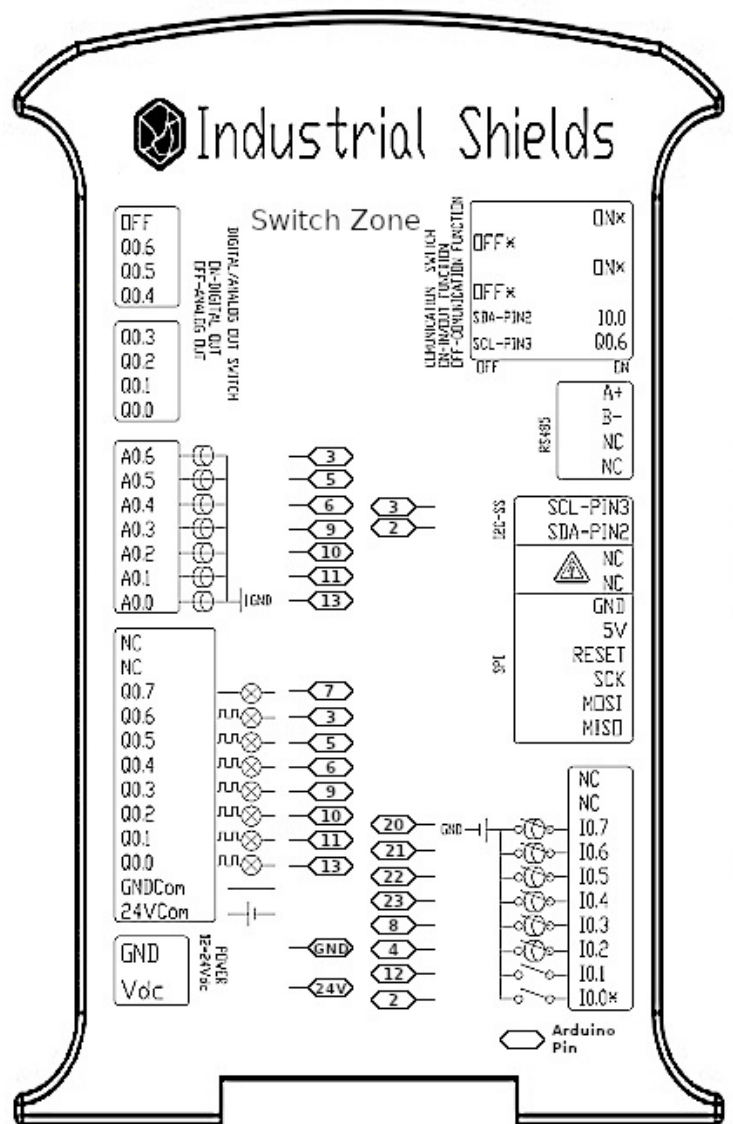 Industrial Shields
Switch Zone
OFF
Q0.6
Q0.5
Q0.4
Q0.3
Q0.2
Q0.1
Q0.0
DIGITAL/ANALOG OUT SWITCH
ON-DIGITAL OUT
OFF-ANALOG OUT
COMUNICATION SWITCH
ON-IN/OUT FUNCTION
OFF-COMUNICATION FUNCTION
ON*
OFF*
ON*
OFF*
SDA-PIN2 I0.0
SCL-PIN3 Q0.6
OFF ON
RS485
A+
B-
NC
NC
A0.6 3
A0.5 5
A0.4 6
A0.3 9
A0.2 10
A0.1 11
A0.0 GND 13
I2C-SS
3 SCL-PIN3
2 SDA-PIN2
NC
NC
SPI
GND
5V
RESET
SCK
MOSI
MISO
NC
NC
Q0.7 7
Q0.6 3
Q0.5 5
Q0.4 6
Q0.3 9
Q0.2 10
Q0.1 11
Q0.0 13
GNDCom
24VCom
GND GND
Vdc 24V
POWER
12-24Vdc
NC
NC
20 GND I0.7
21 I0.6
22 I0.5
23 I0.4
8 I0.3
4 I0.2
12 I0.1
2 I0.0*
Arduino
Pin